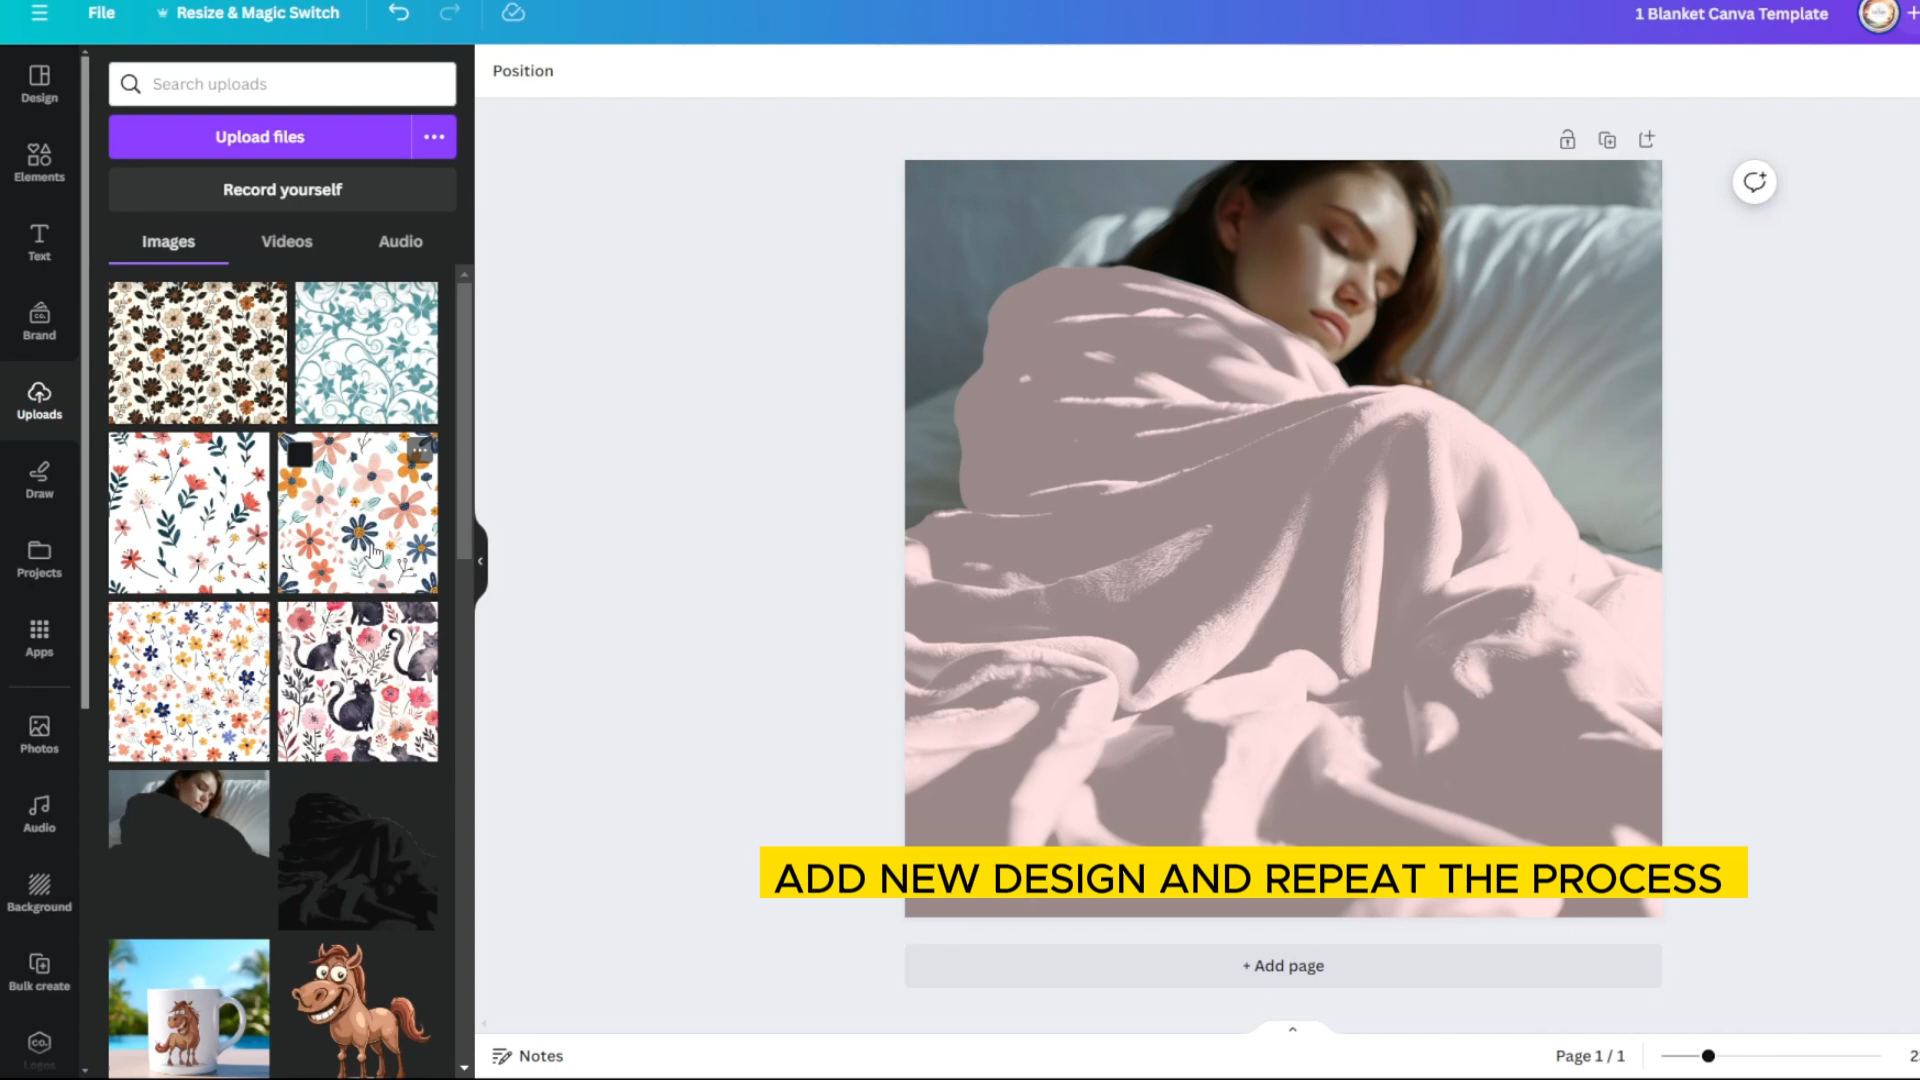 File
Resize & Magic Switch
1 Blanket Canva Template
Design
Elements
Text
Brand
Uploads
Draw
Projects
Apps
Photos
Audio
Background
Bulk create
Logos
Search uploads
Upload files
Record yourself
Images
Videos
Audio
Position
ADD NEW DESIGN AND REPEAT THE PROCESS
+ Add page
Notes
Page 1 / 1